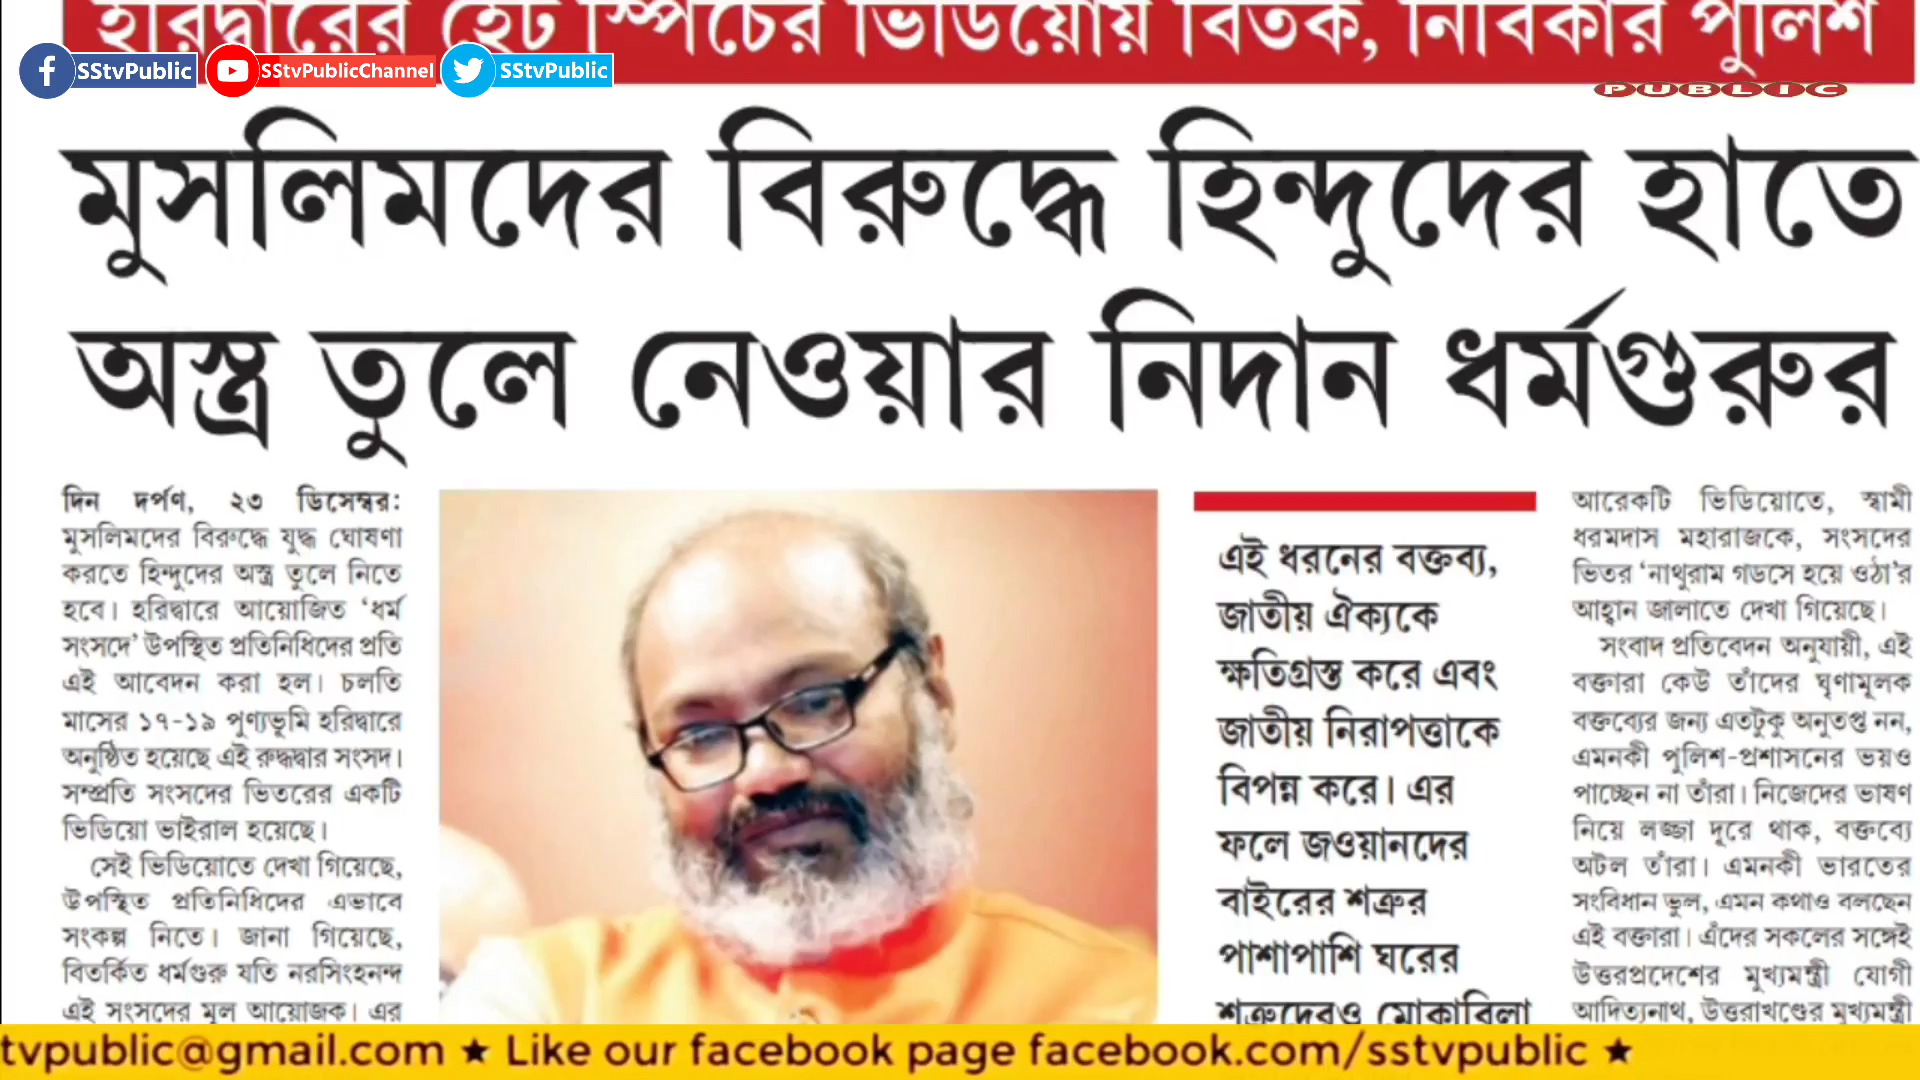 হরিদ্বারের হেট স্পিচের ভিডিয়োয় বিতর্ক, নির্বিকার পুলিশ
SStvPublic
SStvPublicChannel
SStvPublic
PUBLIC
মুসলিমদের বিরুদ্ধে হিন্দুদের হাতে
অস্ত্র তুলে নেওয়ার নিদান ধর্মগুরুর
দিন দর্পণ, ২৩ ডিসেম্বর:
মুসলিমদের বিরুদ্ধে যুদ্ধ ঘোষণা
করতে হিন্দুদের অস্ত্র তুলে নিতে
হবে। হরিদ্বারে আয়োজিত ‘ধর্ম
সংসদে’ উপস্থিত প্রতিনিধিদের প্রতি
এই আবেদন করা হল। চলতি
মাসের ১৭-১৯ পুণ্যভূমি হরিদ্বারে
অনুষ্ঠিত হয়েছে এই রুদ্ধদ্বার সংসদ।
সম্প্রতি সংসদের ভিতরের একটি
ভিডিয়ো ভাইরাল হয়েছে।
সেই ভিডিয়োতে দেখা গিয়েছে,
উপস্থিত প্রতিনিধিদের এভাবে
সংকল্প নিতে। জানা গিয়েছে,
বিতর্কিত ধর্মগুরু যতি নরসিংহনন্দ
এই সংসদের মূল আয়োজক। এর
এই ধরনের বক্তব্য,
জাতীয় ঐক্যকে
ক্ষতিগ্রস্ত করে এবং
জাতীয় নিরাপত্তাকে
বিপন্ন করে। এর
ফলে জওয়ানদের
বাইরের শত্রুর
পাশাপাশি ঘরের
শত্রুদেরও মোকাবিলা
আরেকটি ভিডিয়োতে, স্বামী
ধরমদাস মহারাজকে, সংসদের
ভিতর ‘নাথুরাম গডসে হয়ে ওঠা’র
আহ্বান জালাতে দেখা গিয়েছে।
সংবাদ প্রতিবেদন অনুযায়ী, এই
বক্তারা কেউ তাঁদের ঘৃণামূলক
বক্তব্যের জন্য এতটুকু অনুতপ্ত নন,
এমনকী পুলিশ-প্রশাসনের ভয়ও
পাচ্ছেন না তাঁরা। নিজেদের ভাষণ
নিয়ে লজ্জা দূরে থাক, বক্তব্যে
অটল তাঁরা। এমনকী ভারতের
সংবিধান ভুল, এমন কথাও বলছেন
এই বক্তারা। এঁদের সকলের সঙ্গেই
উত্তরপ্রদেশের মুখ্যমন্ত্রী যোগী
আদিত্যনাথ, উত্তরাখণ্ডের মুখ্যমন্ত্রী
tvpublic@gmail.com ★ Like our facebook page facebook.com/sstvpublic ★